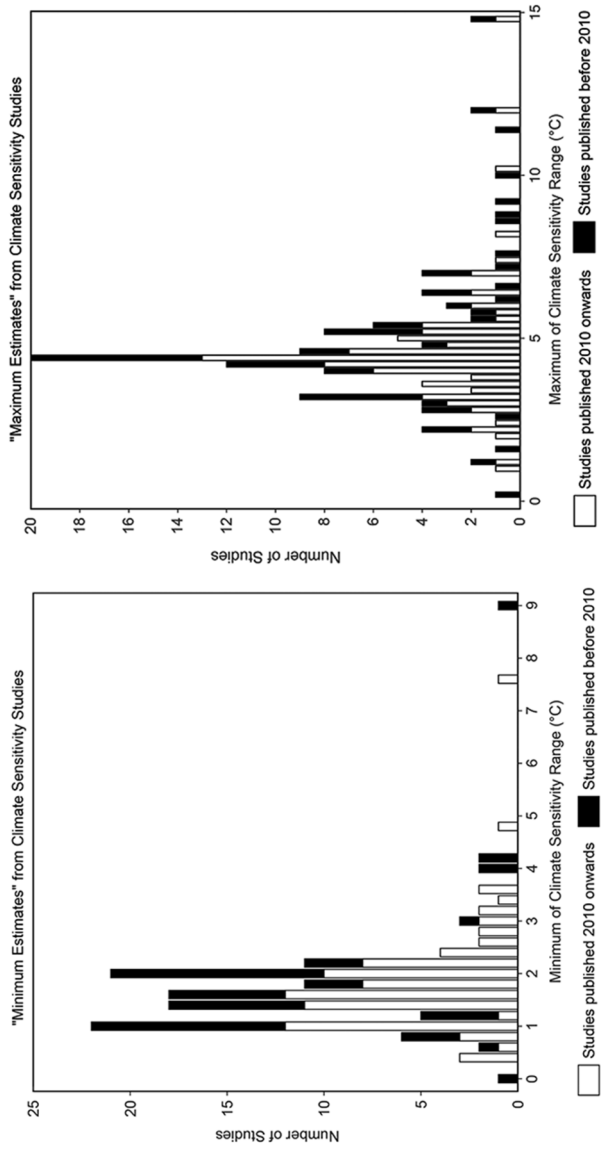 "Minimum Estimates" from Climate Sensitivity Studies
Number of Studies
25
20
15
10
5
0
0 1 2 3 4 5 6 7 8 9
Minimum of Climate Sensitivity Range (°C)
Studies published 2010 onwards
Studies published before 2010
"Maximum Estimates" from Climate Sensitivity Studies
Number of Studies
20
18
16
14
12
10
8
6
4
2
0
0 5 10 15
Maximum of Climate Sensitivity Range (°C)
Studies published 2010 onwards
Studies published before 2010